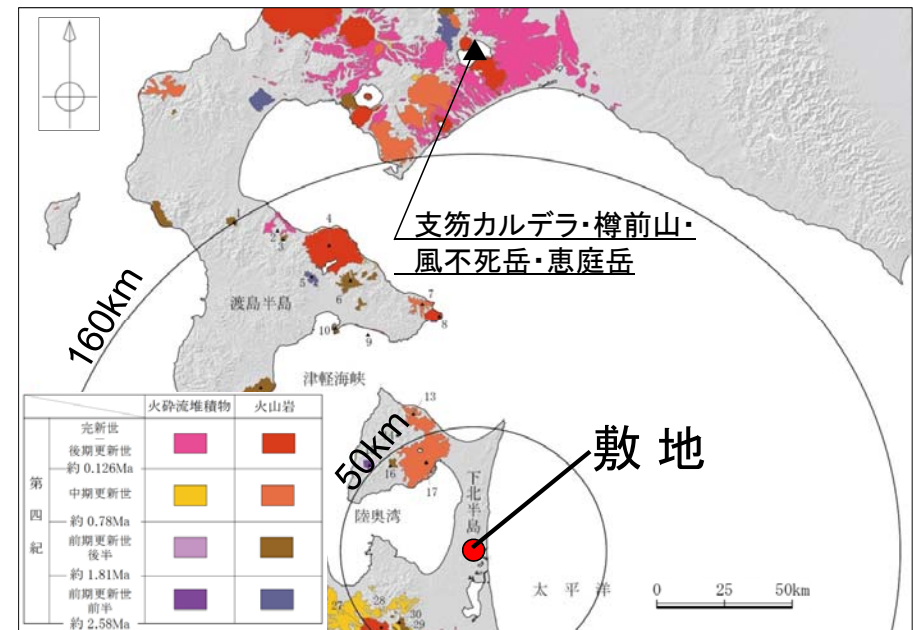 支笏カルデラ・樽前山・
風不死岳・恵庭岳
160km
1
2
3
4
5
6
7
8
9
10
渡島半島
津軽海峡
13
50km
16
17
陸奥湾
下北半島
敷 地
太 平 洋
0 25 50km
27
28
30
29
火砕流堆積物 火山岩
第四紀
完新世
後期更新世
約 0.126Ma
中期更新世
約 0.78Ma
前期更新世
後半
約 1.81Ma
前期更新世
前半
約 2.58Ma